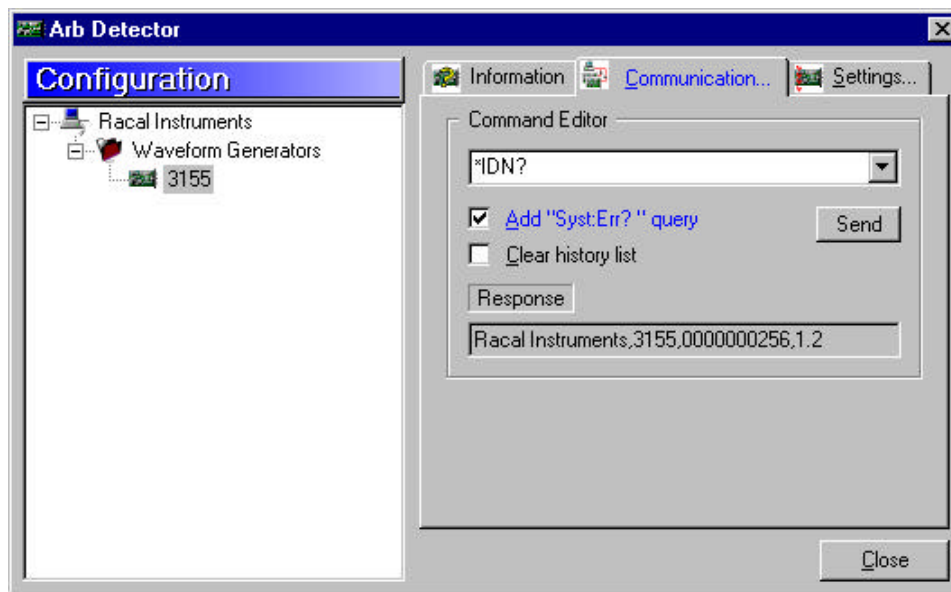 Arb Detector
Configuration
Racal Instruments
Waveform Generators
3155
Information
Communication...
Settings...
Command Editor
*IDN?
Add "Syst:Err? " query
Send
Clear history list
Response
Racal Instruments,3155,0000000256,1.2
Close